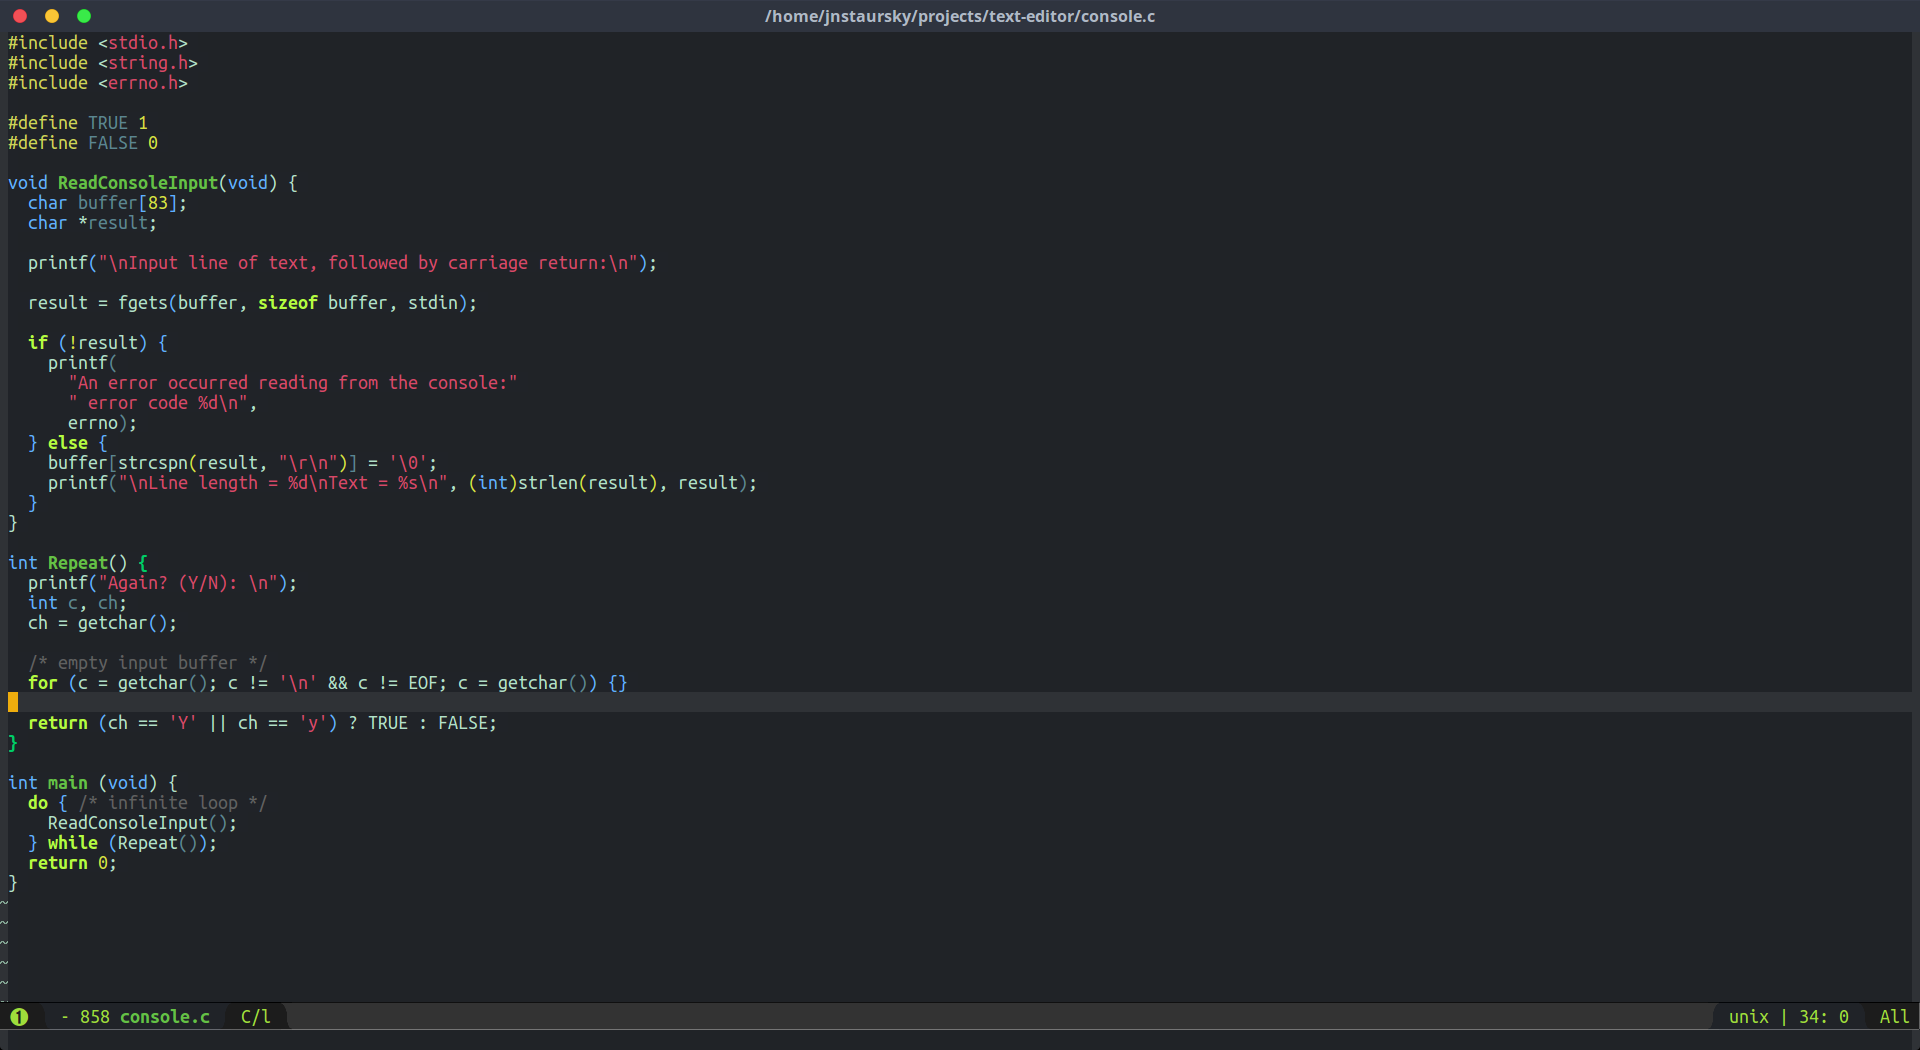 /home/jnstaursky/projects/text-editor/console.c
#include <stdio.h>
#include <string.h>
#include <errno.h>

#define TRUE 1
#define FALSE 0

void ReadConsoleInput(void) {
  char buffer[83];
  char *result;

  printf("\nInput line of text, followed by carriage return:\n");

  result = fgets(buffer, sizeof buffer, stdin);

  if (!result) {
    printf(
      "An error occurred reading from the console:"
      " error code %d\n",
      errno);
  } else {
    buffer[strcspn(result, "\r\n")] = '\0';
    printf("\nLine length = %d\nText = %s\n", (int)strlen(result), result);
  }
}

int Repeat() {
  printf("Again? (Y/N): \n");
  int c, ch;
  ch = getchar();

  /* empty input buffer */
  for (c = getchar(); c != '\n' && c != EOF; c = getchar()) {}

  return (ch == 'Y' || ch == 'y') ? TRUE : FALSE;
}

int main (void) {
  do { /* infinite loop */
    ReadConsoleInput();
  } while (Repeat());
  return 0;
}
~
~
~
~
~
1 - 858 console.c C/l unix | 34: 0 All